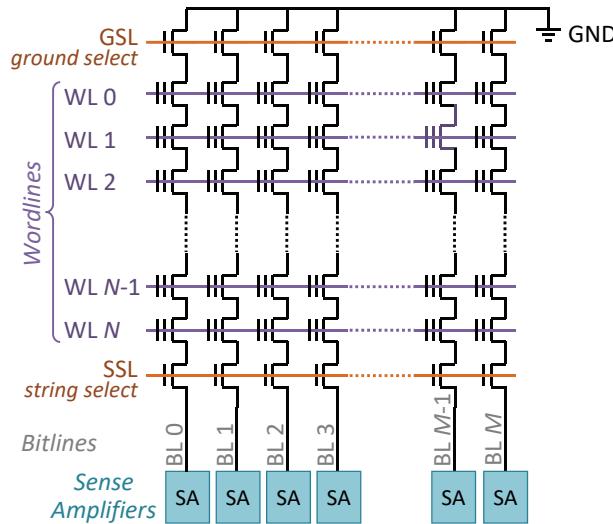 GSL
ground select
GND
WL 0
WL 1
WL 2
Wordlines
WL N-1
WL N
SSL
string select
Bitlines
BL 0
BL 1
BL 2
BL 3
BL M-1
BL M
Sense
Amplifiers
SA SA SA SA SA SA